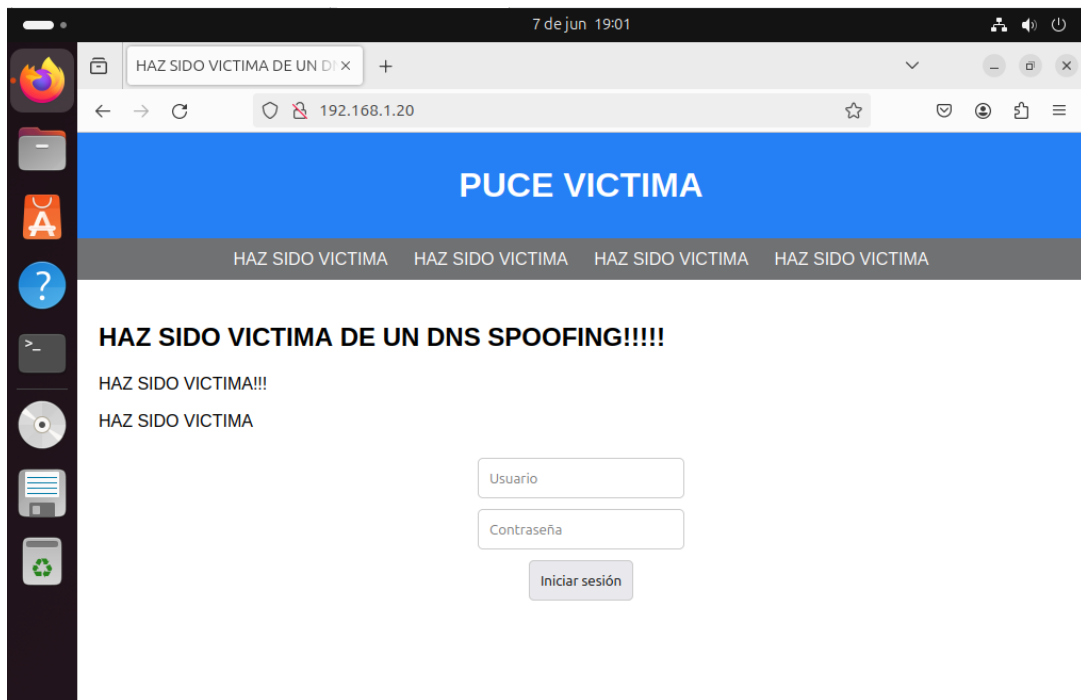 7 de jun 19:01
HAZ SIDO VICTIMA DE UN D
192.168.1.20
PUCE VICTIMA
HAZ SIDO VICTIMA HAZ SIDO VICTIMA HAZ SIDO VICTIMA HAZ SIDO VICTIMA
HAZ SIDO VICTIMA DE UN DNS SPOOFING!!!!!
HAZ SIDO VICTIMA!!!
HAZ SIDO VICTIMA
Usuario
Contraseña
Iniciar sesión